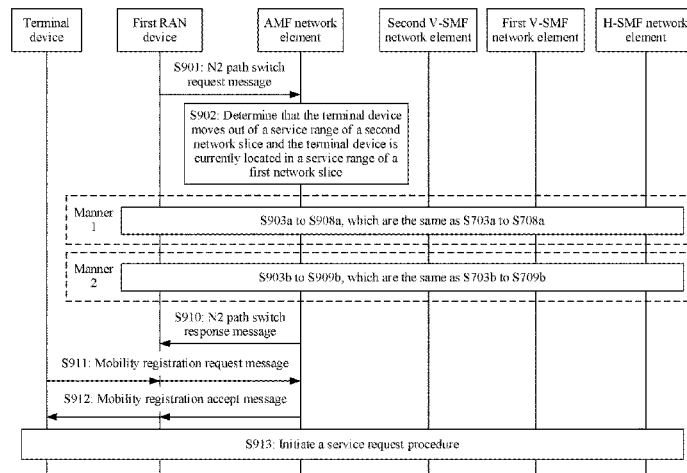 Terminal
device
First RAN
device
AMF network
element
Second V-SMF
network element
First V-SMF
network element
H-SMF network
element
S901: N2 path switch
request message
S902: Determine that the terminal device
moves out of a service range of a second
network slice and the terminal device is
currently located in a service range of a
first network slice
Manner
1
S903a to S908a, which are the same as S703a to S708a
Manner
2
S903b to S909b, which are the same as S703b to S709b
S910: N2 path switch
response message
S911: Mobility registration request message
S912: Mobility registration accept message
S913: Initiate a service request procedure